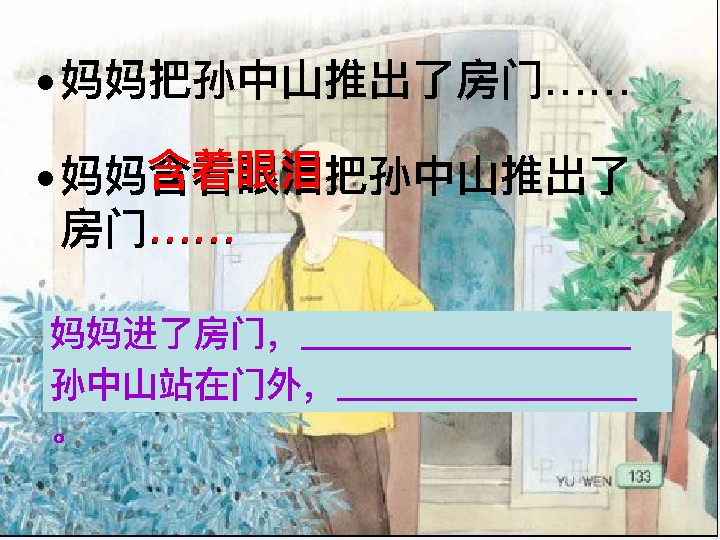 •妈妈把孙中山推出了房门……
•妈妈含着眼泪把孙中山推出了
房门……
妈妈进了房门，__________________
孙中山站在门外，________________
。
YU WEN 133